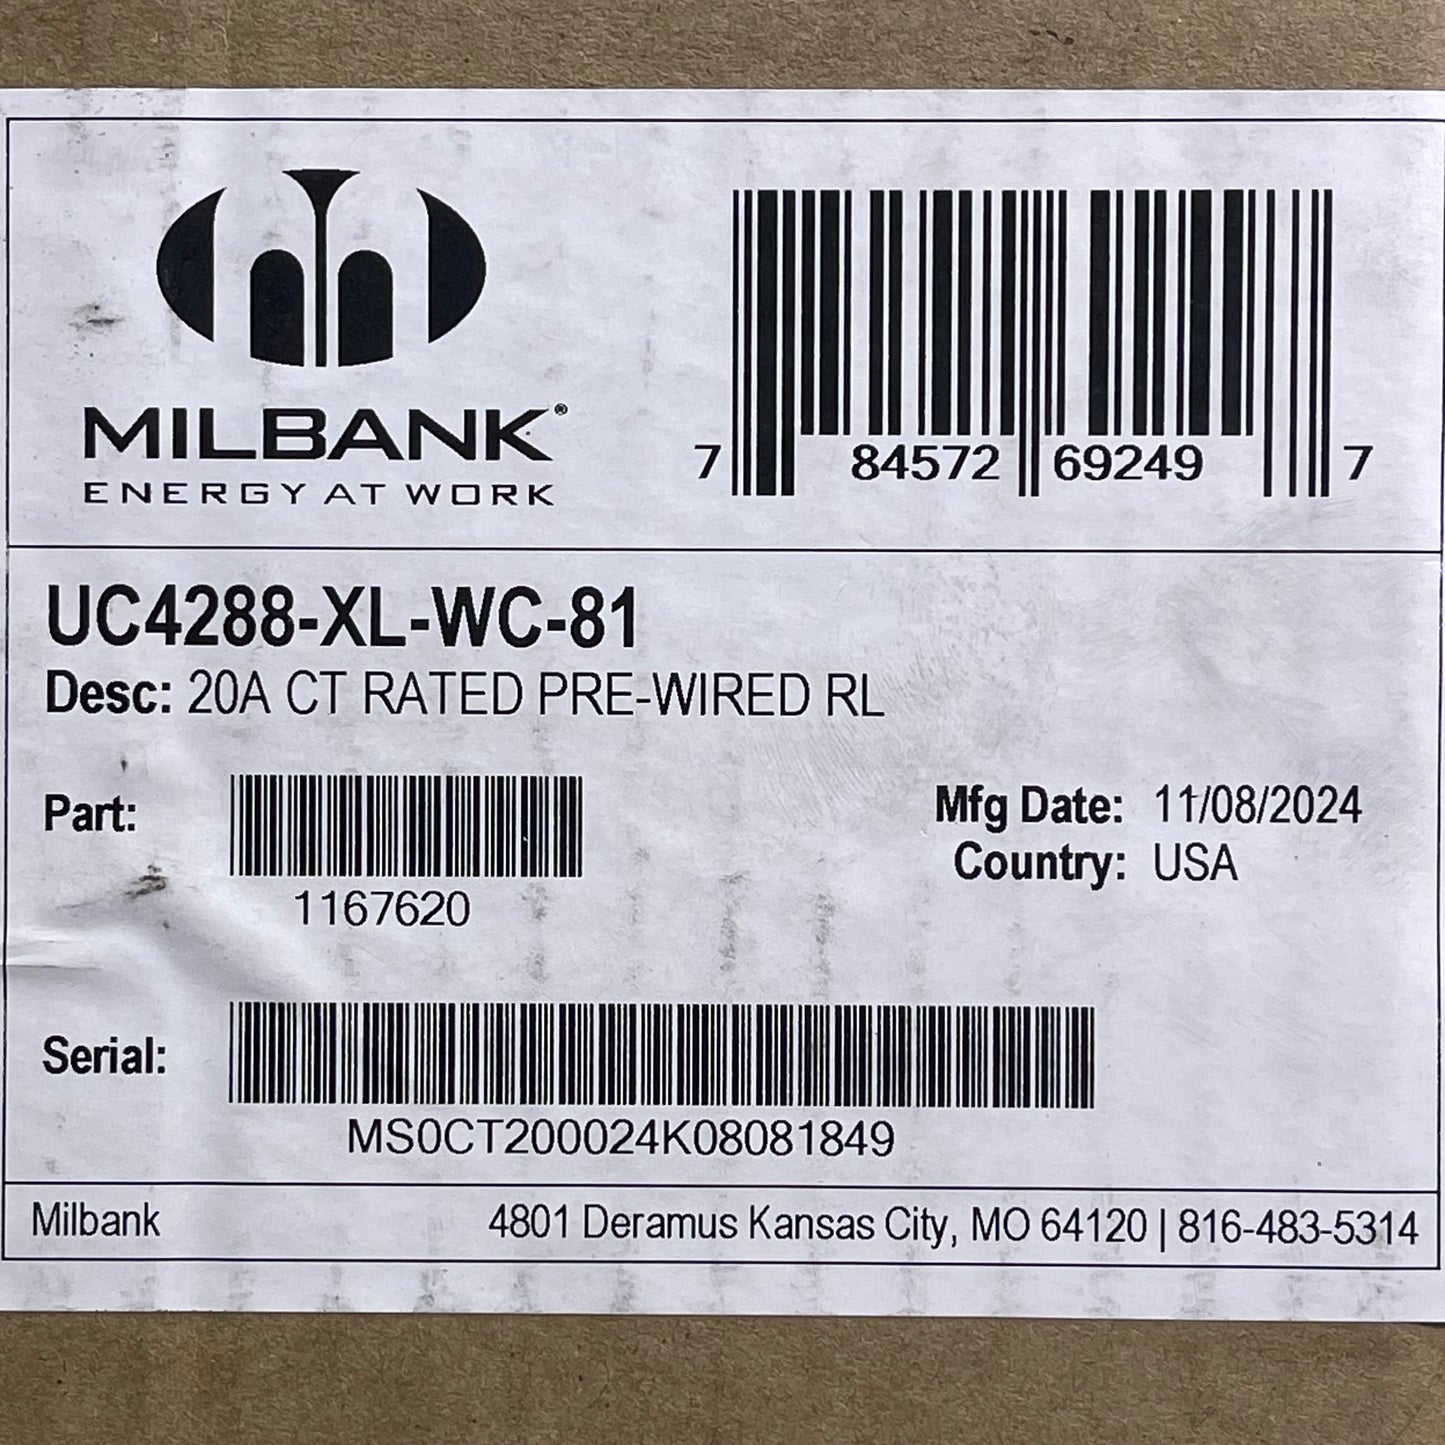 MILBANK®
ENERGY AT WORK
7 84572 69249 7
UC4288-XL-WC-81
Desc: 20A CT RATED PRE-WIRED RL
Part:
1167620
Mfg Date: 11/08/2024
Country: USA
Serial:
MS0CT200024K08081849
Milbank 4801 Deramus Kansas City, MO 64120 | 816-483-5314